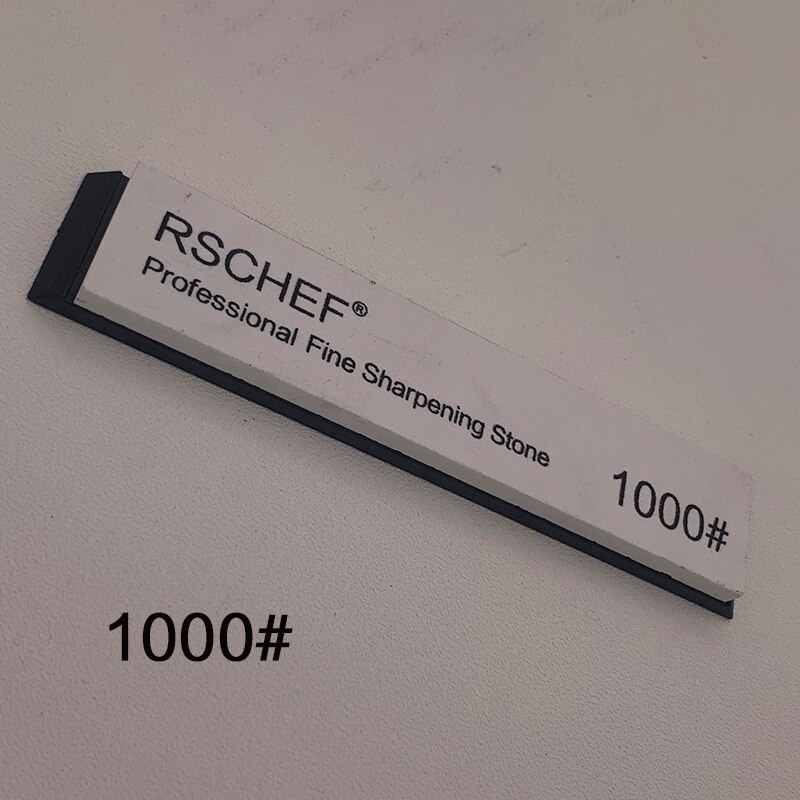 RSCHEF®
Professional Fine Sharpening Stone
1000#
1000#